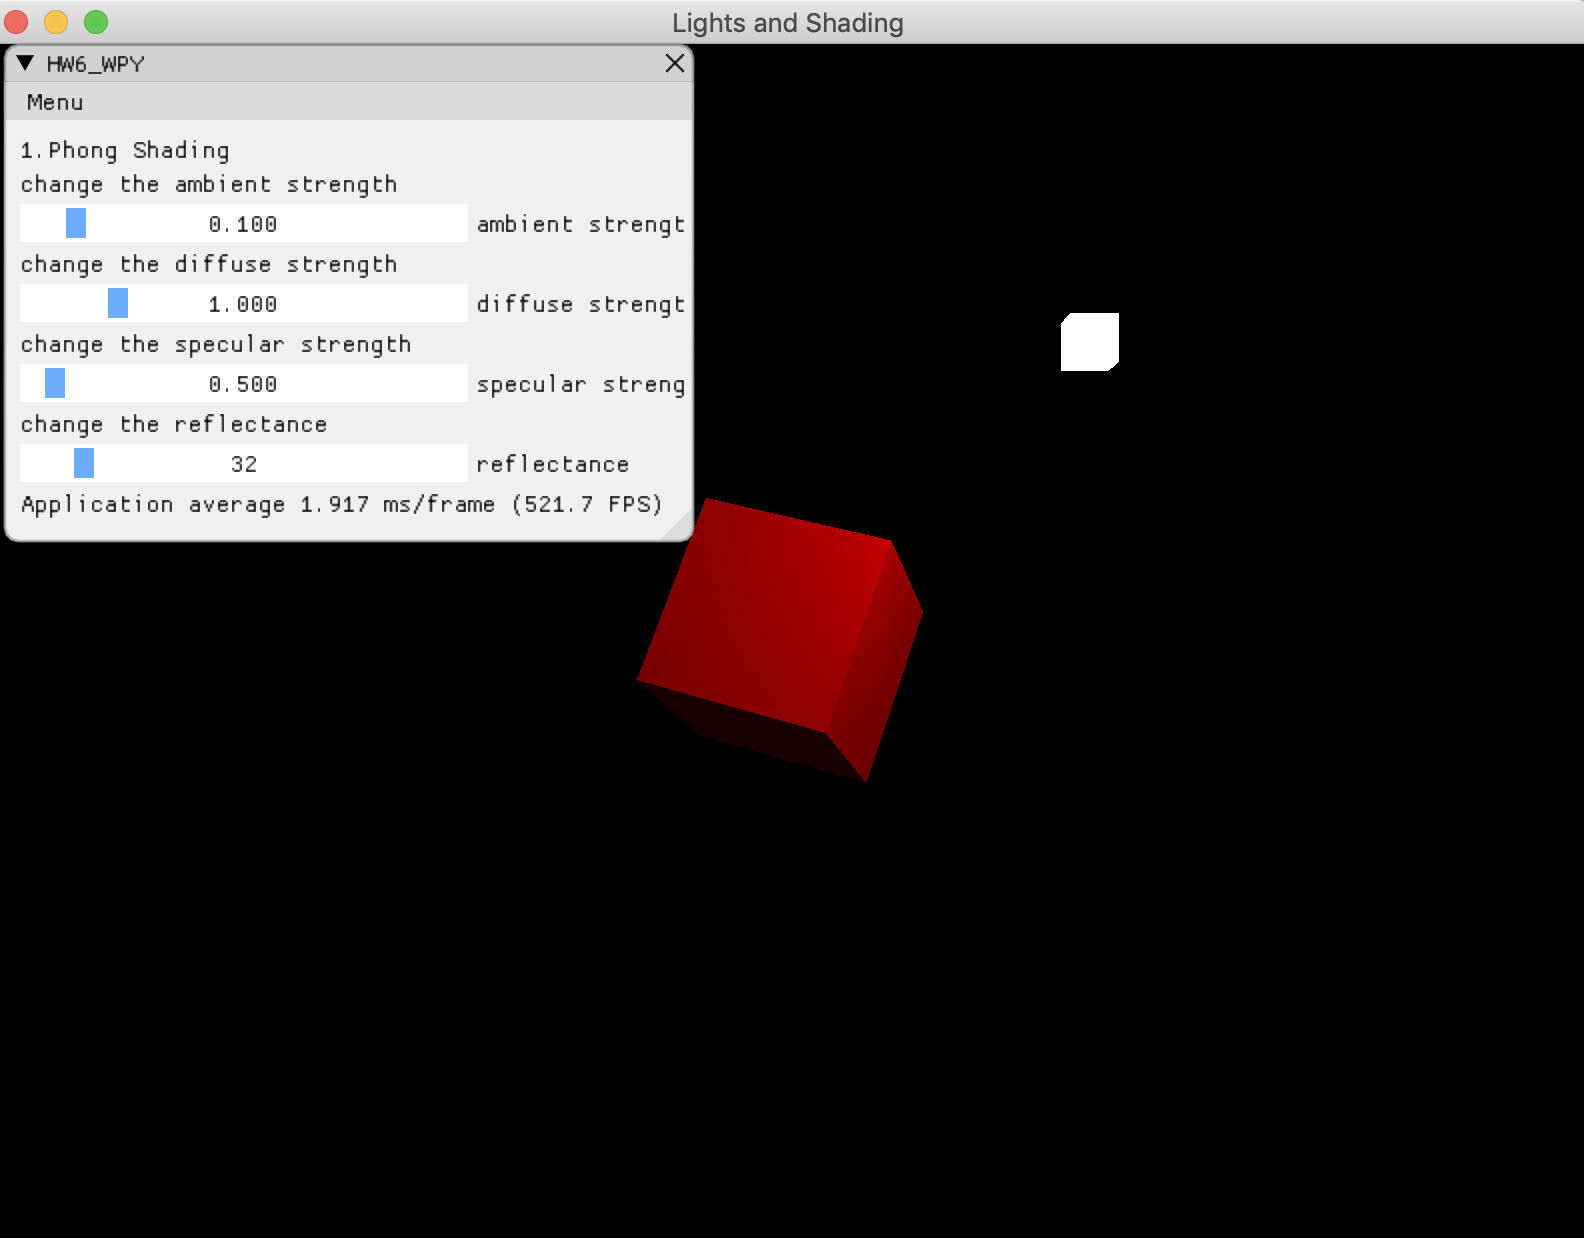 Lights and Shading
HW6_WPY
Menu
1.Phong Shading
change the ambient strength
0.100 ambient strengt
change the diffuse strength
1.000 diffuse strengt
change the specular strength
0.500 specular streng
change the reflectance
32 reflectance
Application average 1.917 ms/frame (521.7 FPS)